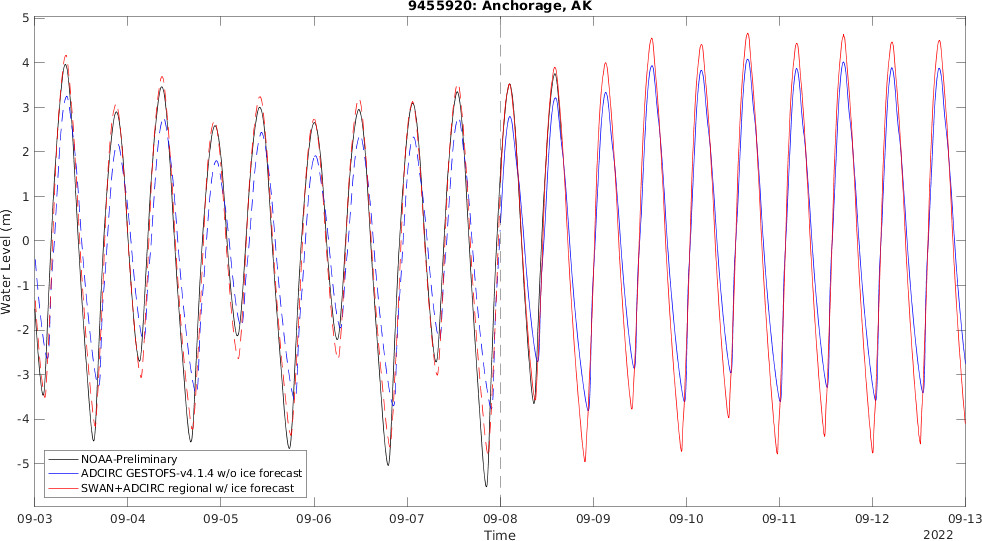 9455920: Anchorage, AK
5
4
3
2
1
0
-1
-2
-3
-4
-5
Water Level (m)
NOAA-Preliminary
ADCIRC GESTOFS-v4.1.4 w/o ice forecast
SWAN+ADCIRC regional w/ ice forecast
09-03 09-04 09-05 09-06 09-07 09-08 09-09 09-10 09-11 09-12 09-13
Time
2022